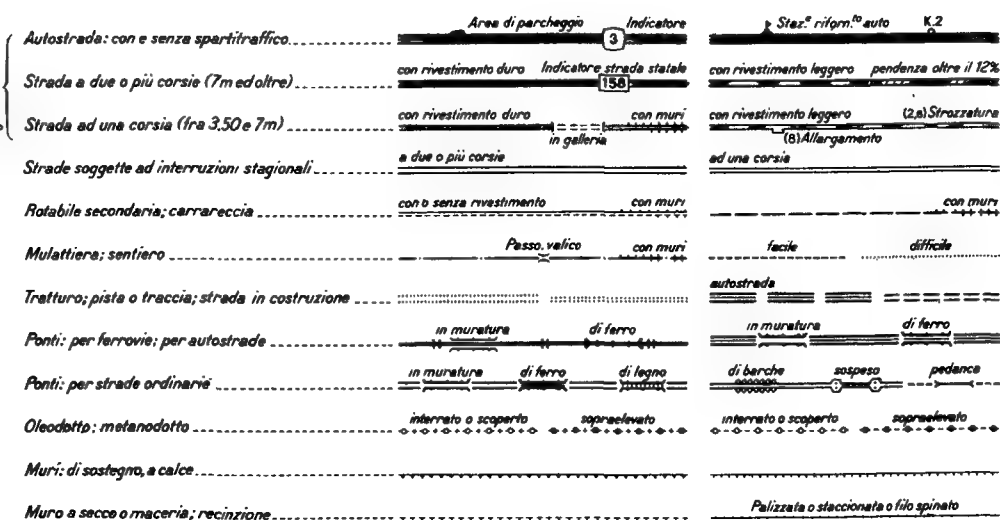 Area di parcheggio Indicatore Staz.e riforn.to auto K.2
Autostrada: con e senza spartitraffico 3
con rivestimento duro Indicatore strada statale con rivestimento leggero pendenza oltre il 12%
Strada a due o più corsie (7m ed oltre) 158
con rivestimento duro con muri con rivestimento leggero (2,8) Strozzatura
Strada ad una corsia (fra 3,50 e 7m)
in galleria (8) Allargamento
a due o più corsie ad una corsia
Strade soggette ad interruzioni stagionali
con o senza rivestimento con muri con muri
Rotabile secondaria; carrareccia
Passo, valico con muri facile difficile
Mulattiera; sentiero
autostrada
Tratturo; pista o traccia; strada in costruzione
in muratura di ferro in muratura di ferro
Ponti: per ferrovie; per autostrade
in muratura di ferro di legno di barche sospeso pedanca
Ponti: per strade ordinarie
interrato o scoperto sopraelevato interrato o scoperto sopraelevato
Oleodotto; metanodotto
Muri: di sostegno, a calce
Palizzata o staccionata o filo spinato
Muro a secco o maceria; recinzione